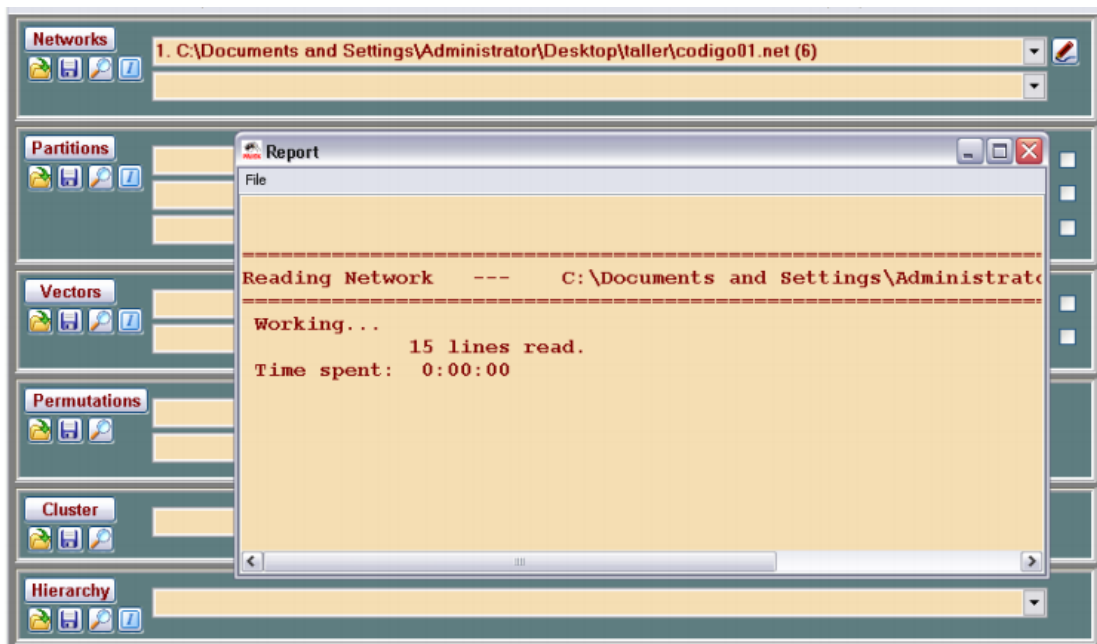 Networks
1. C:\Documents and Settings\Administrator\Desktop\taller\codigo01.net (6)
Partitions
Report
File
Reading Network --- C:\Documents and Settings\Administrato
Working...
15 lines read.
Time spent: 0:00:00
Vectors
Permutations
Cluster
Hierarchy